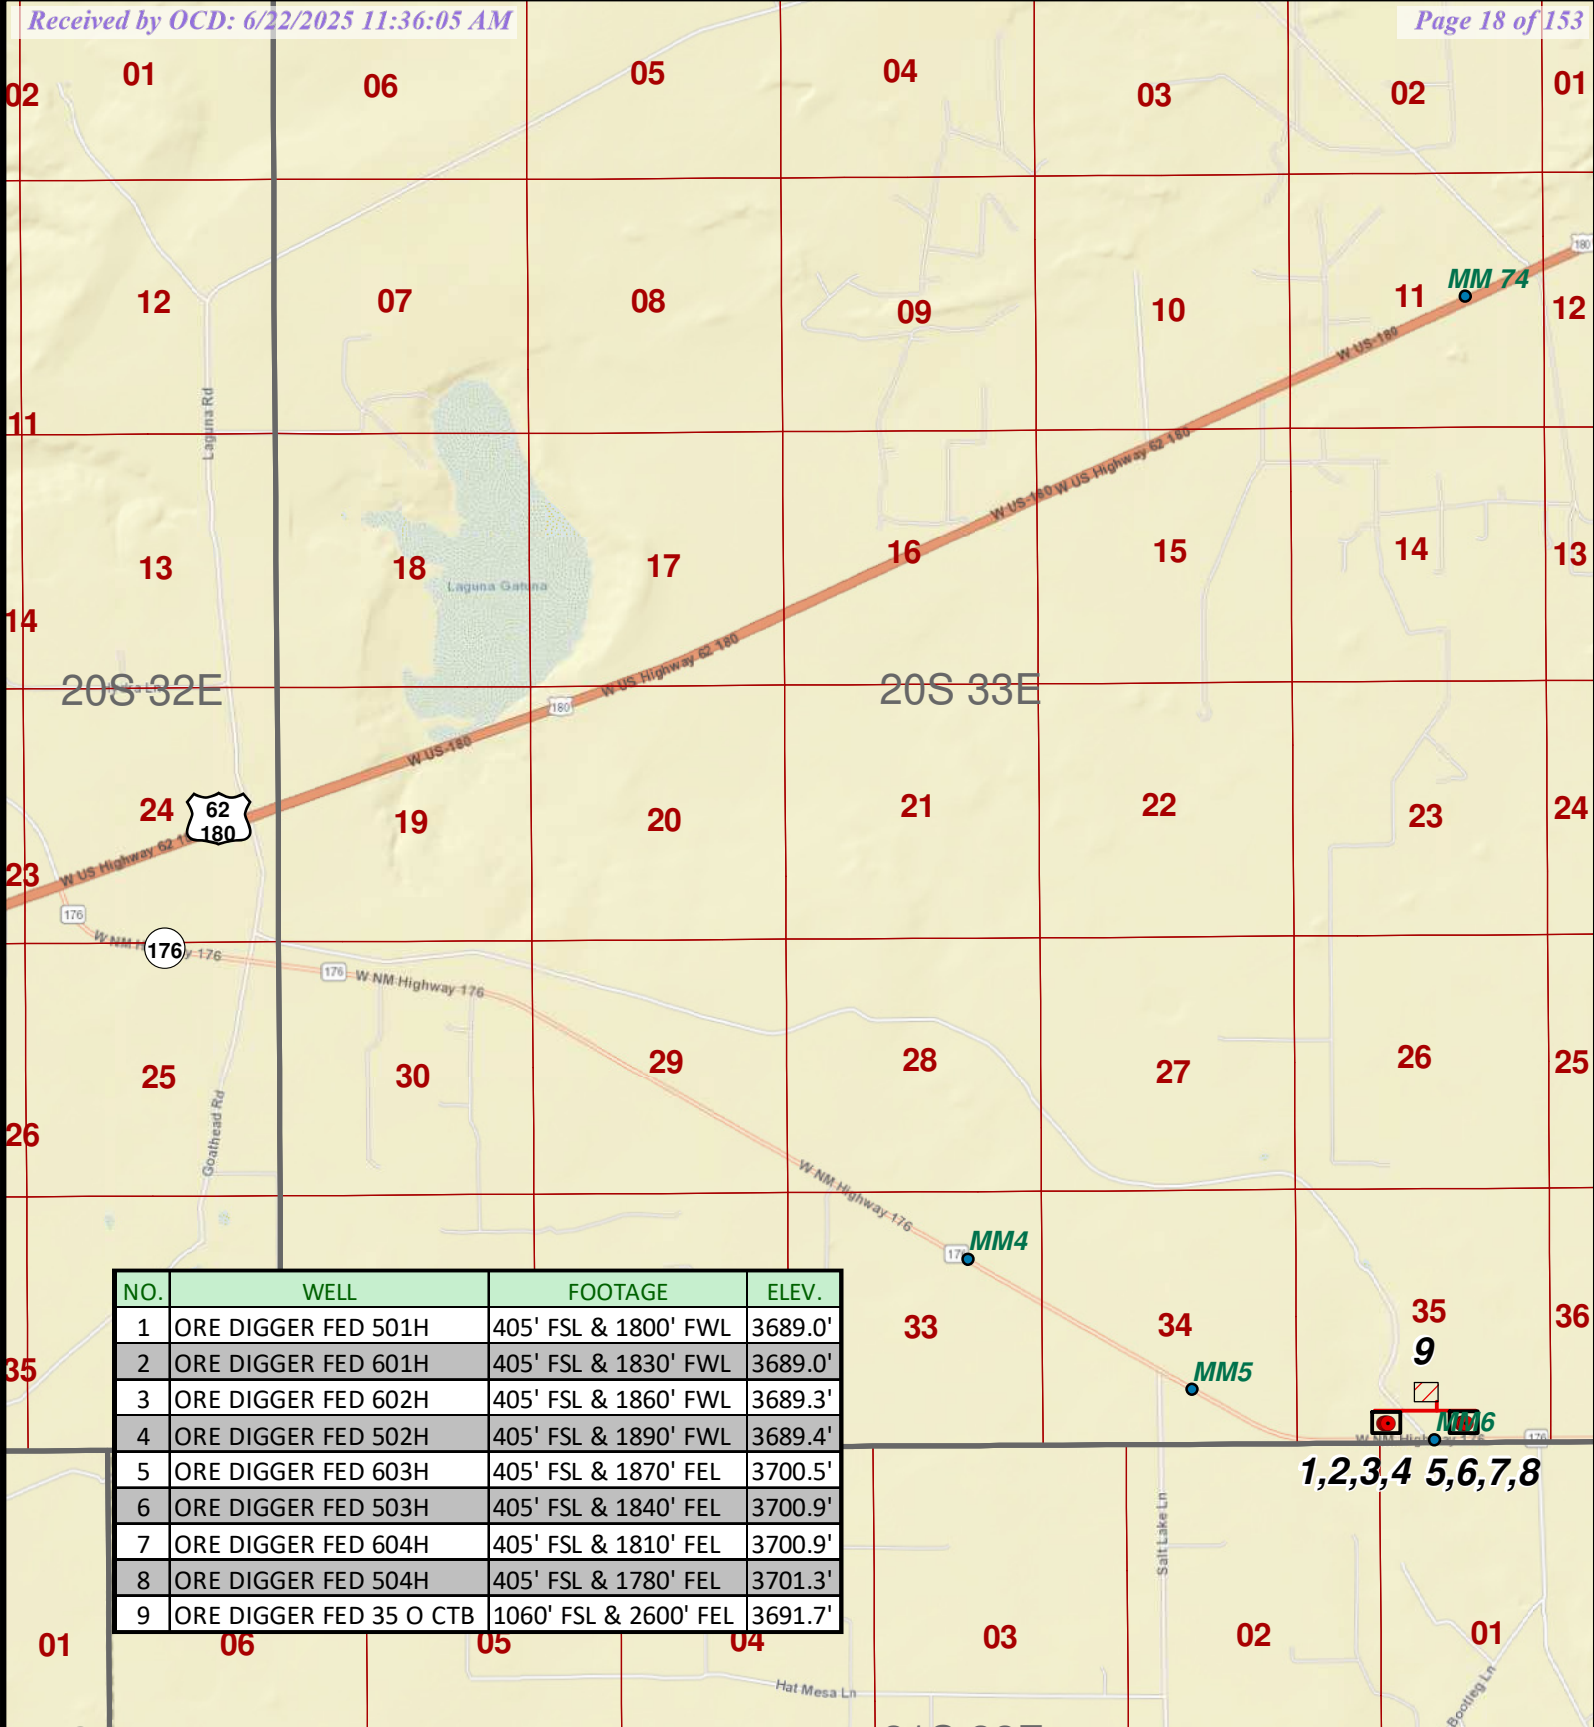 Received by OCD: 6/22/2025 11:36:05 AM
Page 18 of 153
02 01 06 05 04 03 02 01
180
MM 74
12 07 08 09 10 11 12
W US-180
Laguna Rd
11
W US-180 W US Highway 62 180
13 18 17 16 15 14 13
Laguna Gatuna
14
W US Highway 62 180
20S 32E
20S 33E
180
W US-180
24 62 180 19 20 21 22 23 24
W US Highway 62
23
176
176
W NM Highway 176
176
W NM Highway 176
25 30 29 28 27 26 25
Goathead Rd
26
W NM Highway 176
176
MM4
33 34 35 36
35
MM5
9
MM6
W NM Highway 176
176
1,2,3,4 5,6,7,8
NO. WELL FOOTAGE ELEV.
1 ORE DIGGER FED 501H 405' FSL & 1800' FWL 3689.0'
2 ORE DIGGER FED 601H 405' FSL & 1830' FWL 3689.0'
3 ORE DIGGER FED 602H 405' FSL & 1860' FWL 3689.3'
4 ORE DIGGER FED 502H 405' FSL & 1890' FWL 3689.4'
5 ORE DIGGER FED 603H 405' FSL & 1870' FEL 3700.5'
6 ORE DIGGER FED 503H 405' FSL & 1840' FEL 3700.9'
7 ORE DIGGER FED 604H 405' FSL & 1810' FEL 3700.9'
8 ORE DIGGER FED 504H 405' FSL & 1780' FEL 3701.3'
9 ORE DIGGER FED 35 O CTB 1060' FSL & 2600' FEL 3691.7'
Salt Lake Ln
01 06 05 04 03 02 01
Hat Mesa Ln
Bootleg Ln